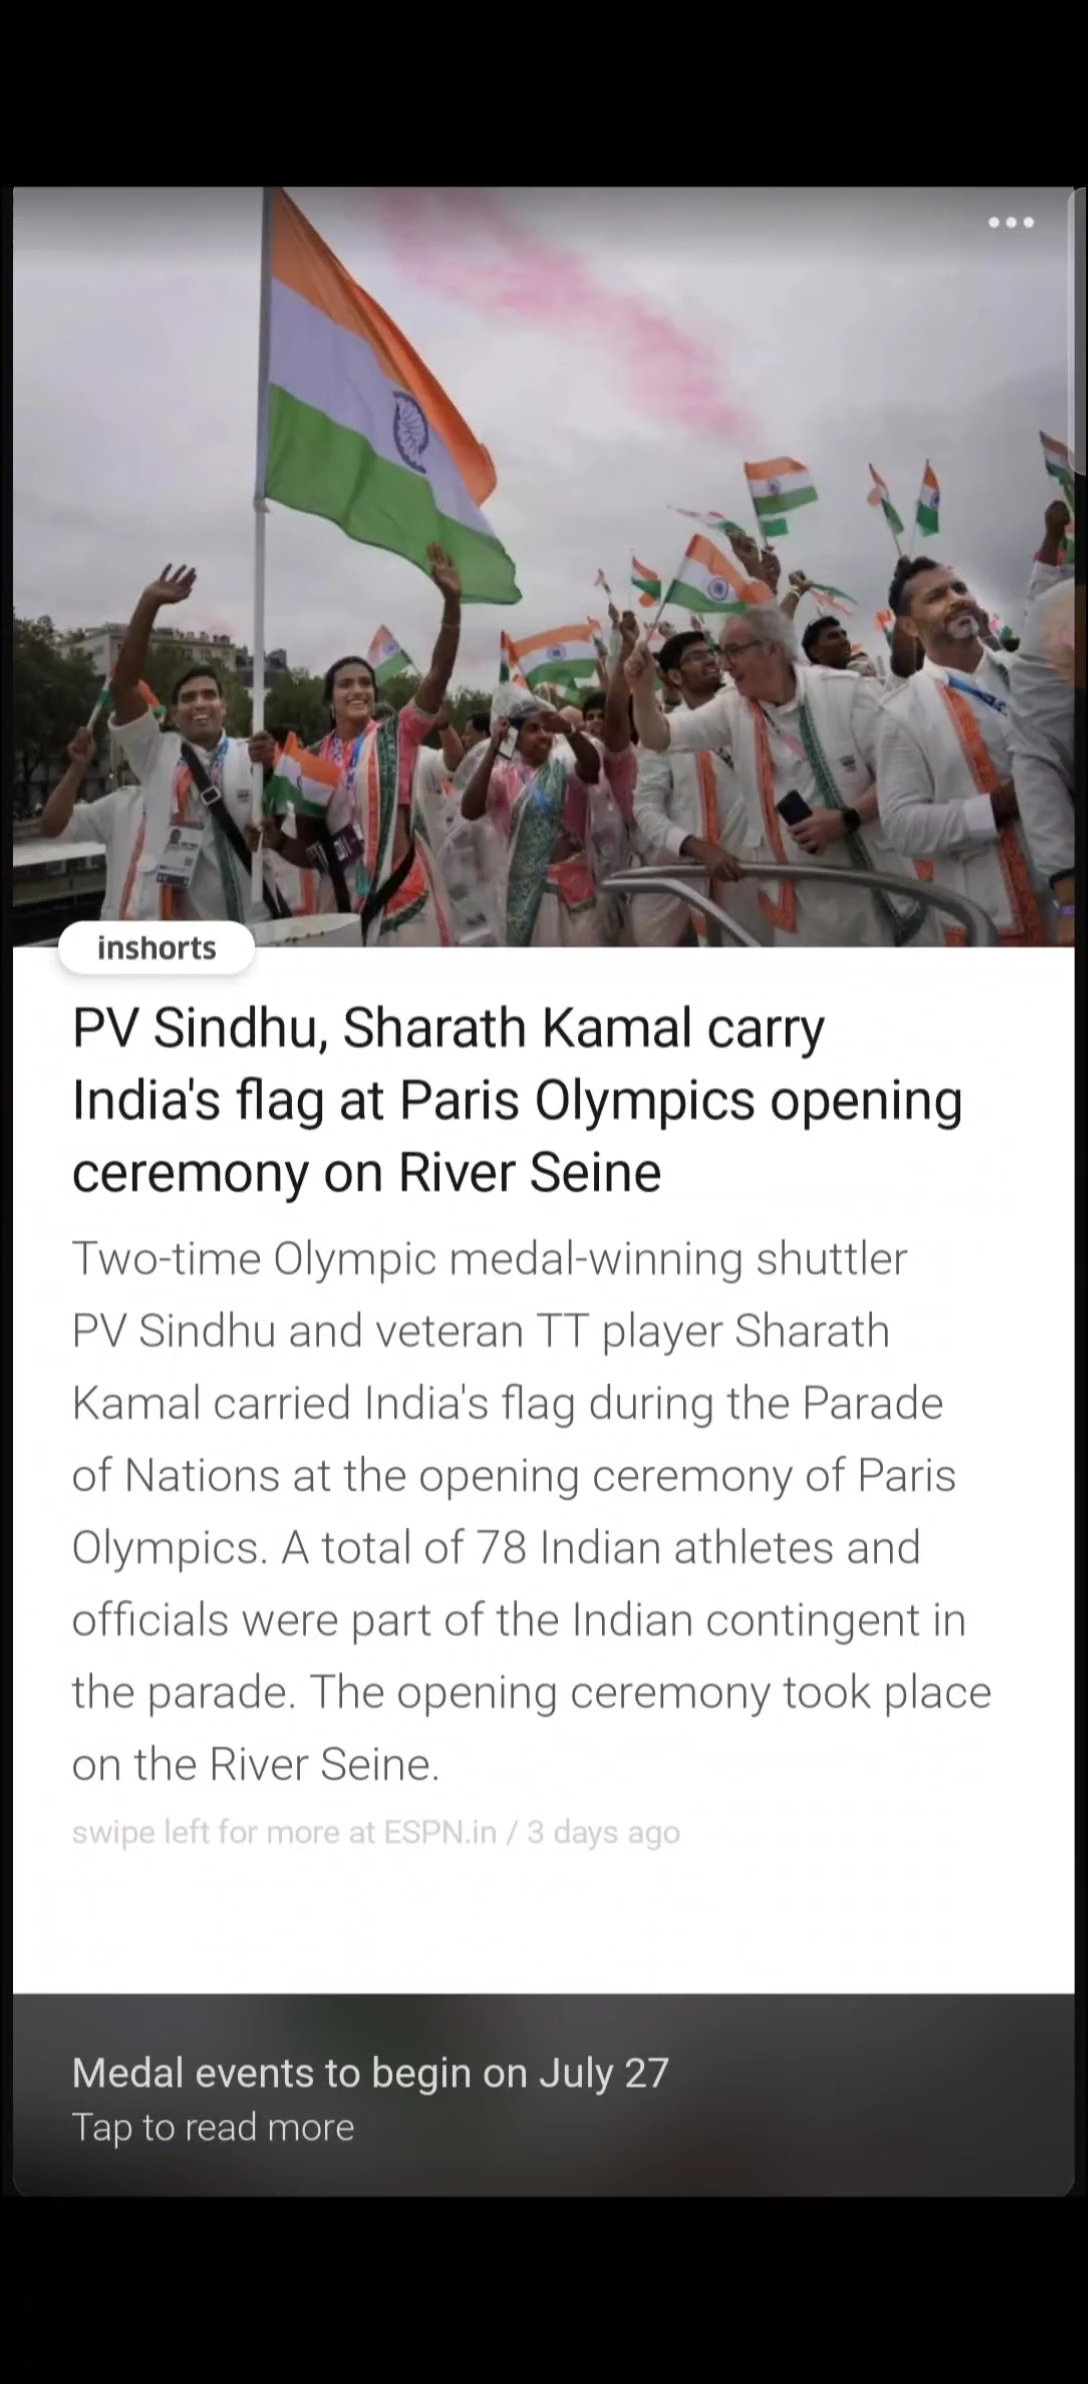 inshorts
PV Sindhu, Sharath Kamal carry
India's flag at Paris Olympics opening
ceremony on River Seine
Two-time Olympic medal-winning shuttler
PV Sindhu and veteran TT player Sharath
Kamal carried India's flag during the Parade
of Nations at the opening ceremony of Paris
Olympics. A total of 78 Indian athletes and
officials were part of the Indian contingent in
the parade. The opening ceremony took place
on the River Seine.
swipe left for more at ESPN.in / 3 days ago
Medal events to begin on July 27
Tap to read more